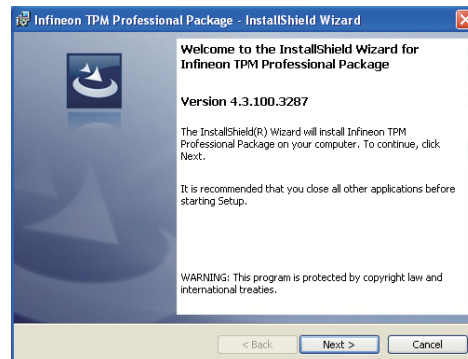 Infineon TPM Professional Package - InstallShield Wizard
Welcome to the InstallShield Wizard for
Infineon TPM Professional Package
Version 4.3.100.3287
The InstallShield(R) Wizard will install Infineon TPM
Professional Package on your computer. To continue, click
Next.
It is recommended that you close all other applications before
starting Setup.
WARNING: This program is protected by copyright law and
international treaties.
< Back Next > Cancel